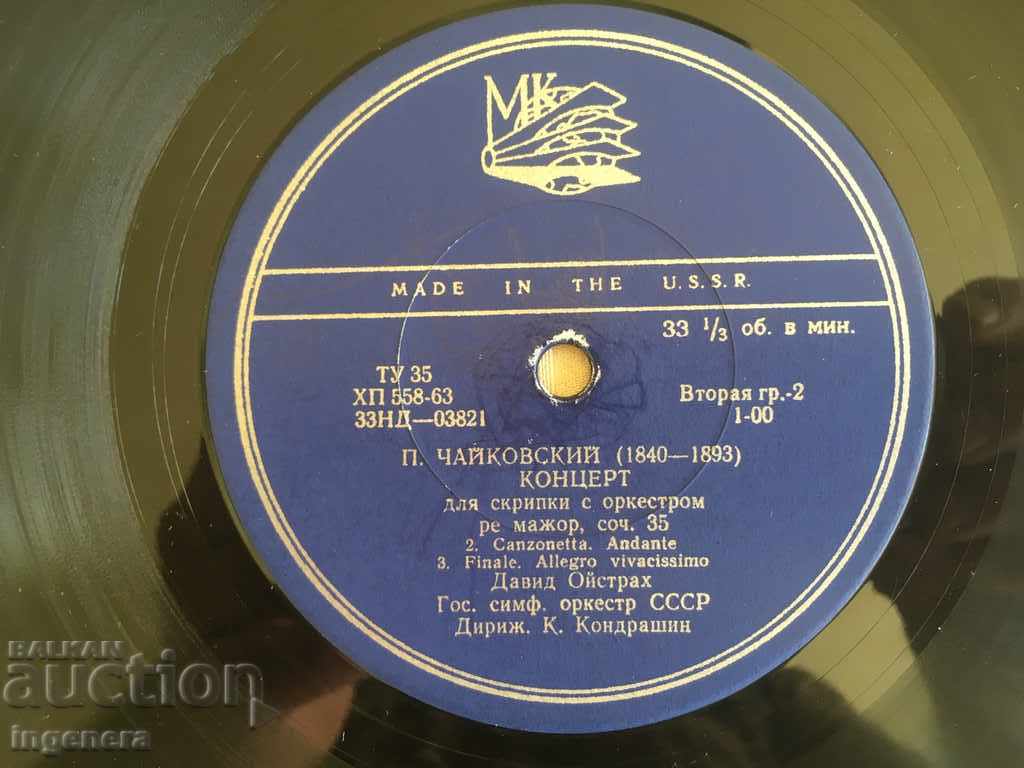 МК
MADE IN THE U.S.S.R.
33 1/3 об. в мин.
ТУ 35
ХП 558-63
33НД—03821
Вторая гр.-2
1-00
П. ЧАЙКОВСКИЙ (1840—1893)
КОНЦЕРТ
для скрипки с оркестром
ре мажор, соч. 35
2. Canzonetta. Andante
3. Finale. Allegro vivacissimo
Давид Ойстрах
Гос. симф. оркестр СССР
Дириж. К. Кондрашин
BALKAN
auction
ingenera